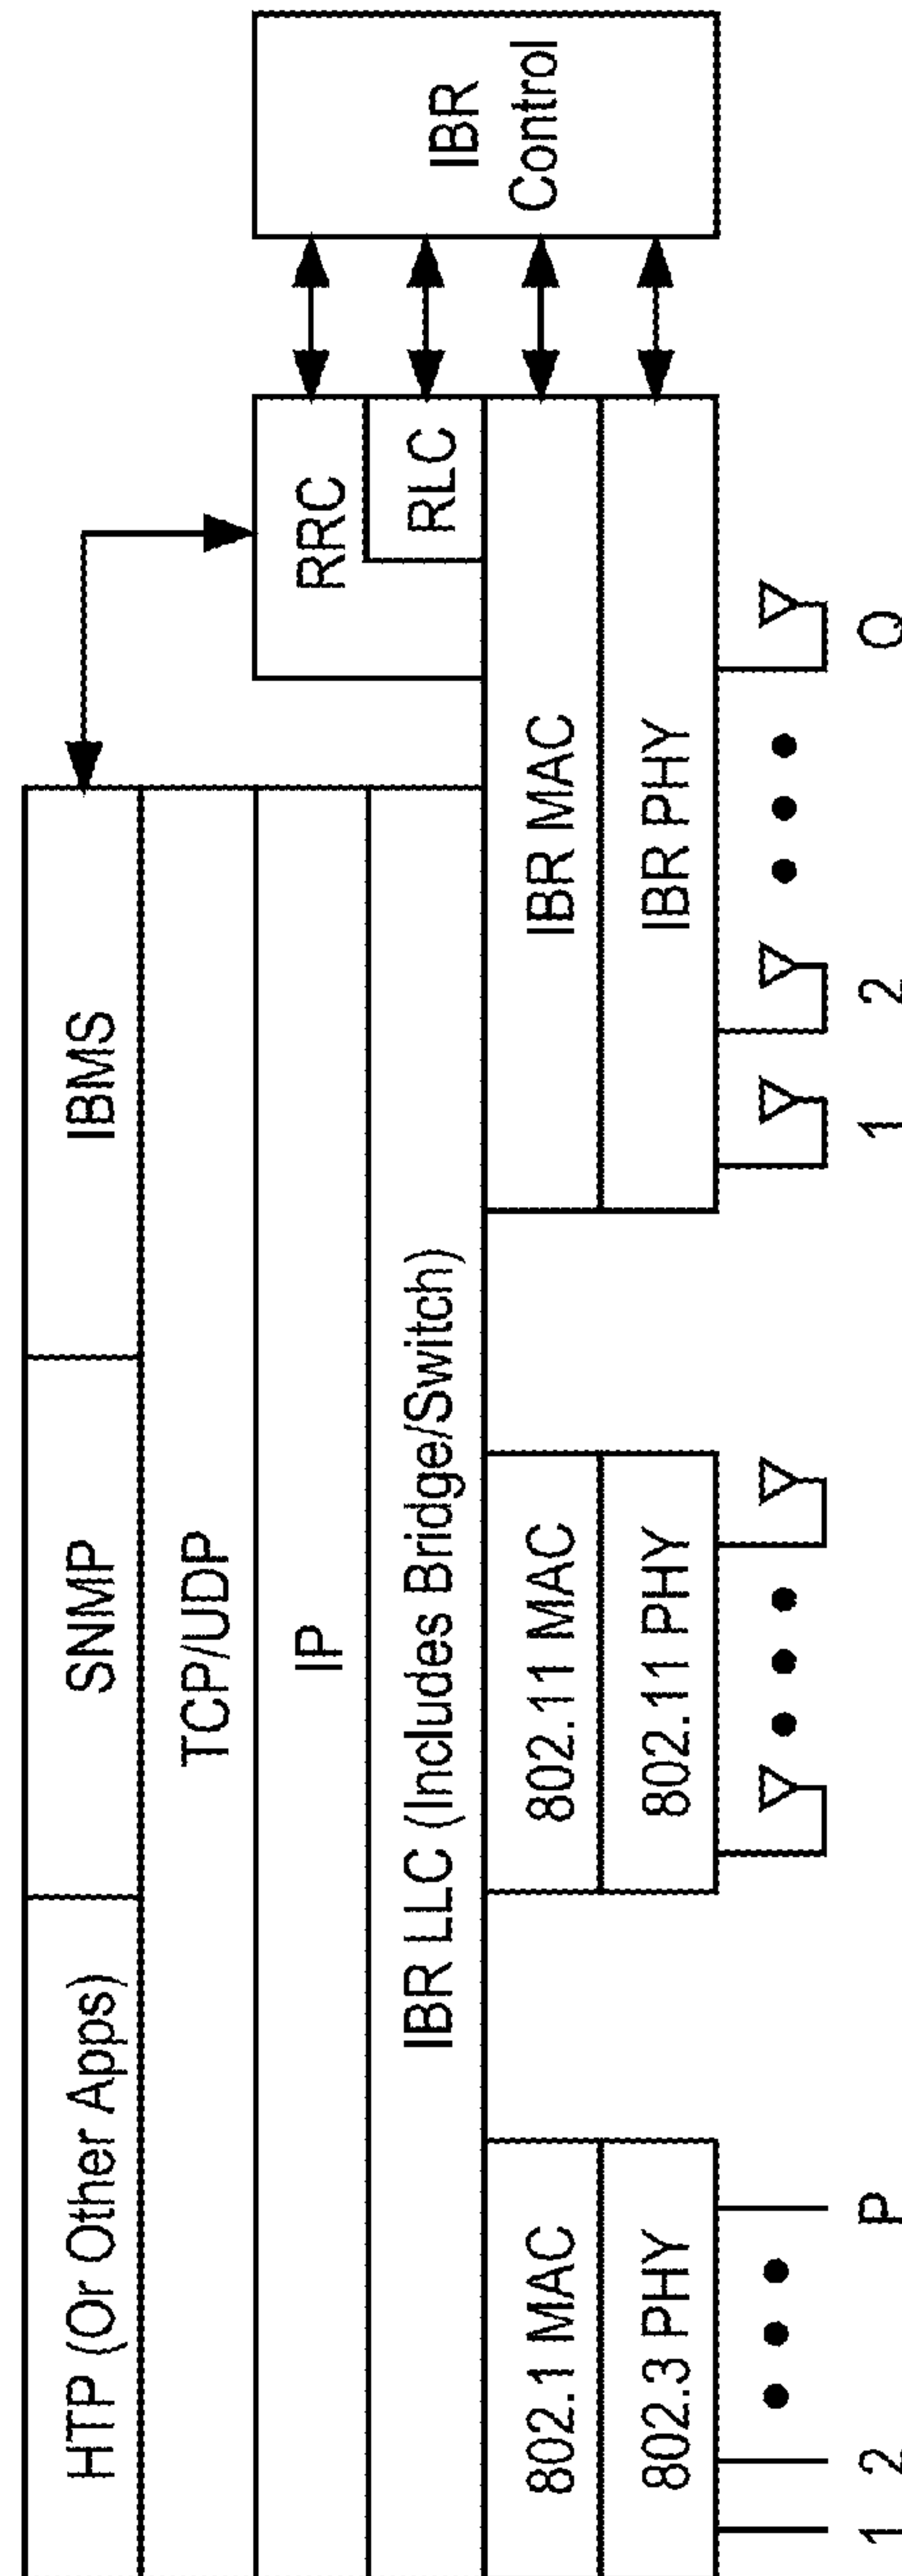 HTP (Or Other Apps)
SNMP
IBMS
TCP/UDP
IP
IBR LLC (Includes Bridge/Switch)
RRC
RLC
IBR
Control
802.1 MAC
802.3 PHY
802.11 MAC
802.11 PHY
IBR MAC
IBR PHY
1 2 P
1 2 Q